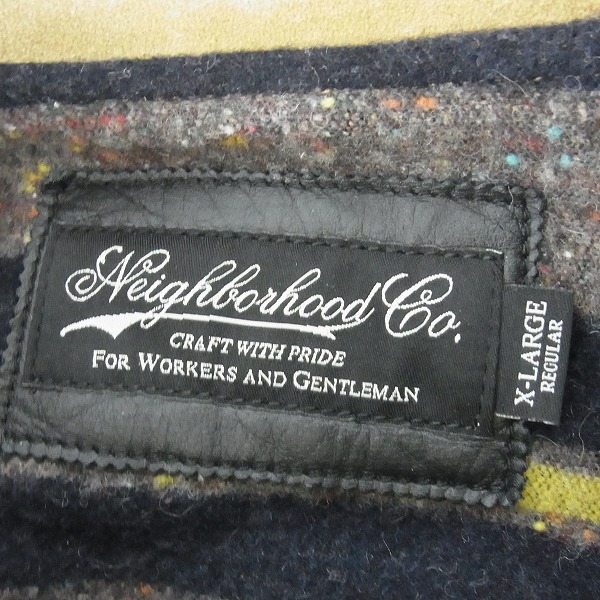 Neighborhood Co.
CRAFT WITH PRIDE
FOR WORKERS AND GENTLEMAN
X-LARGE
REGULAR